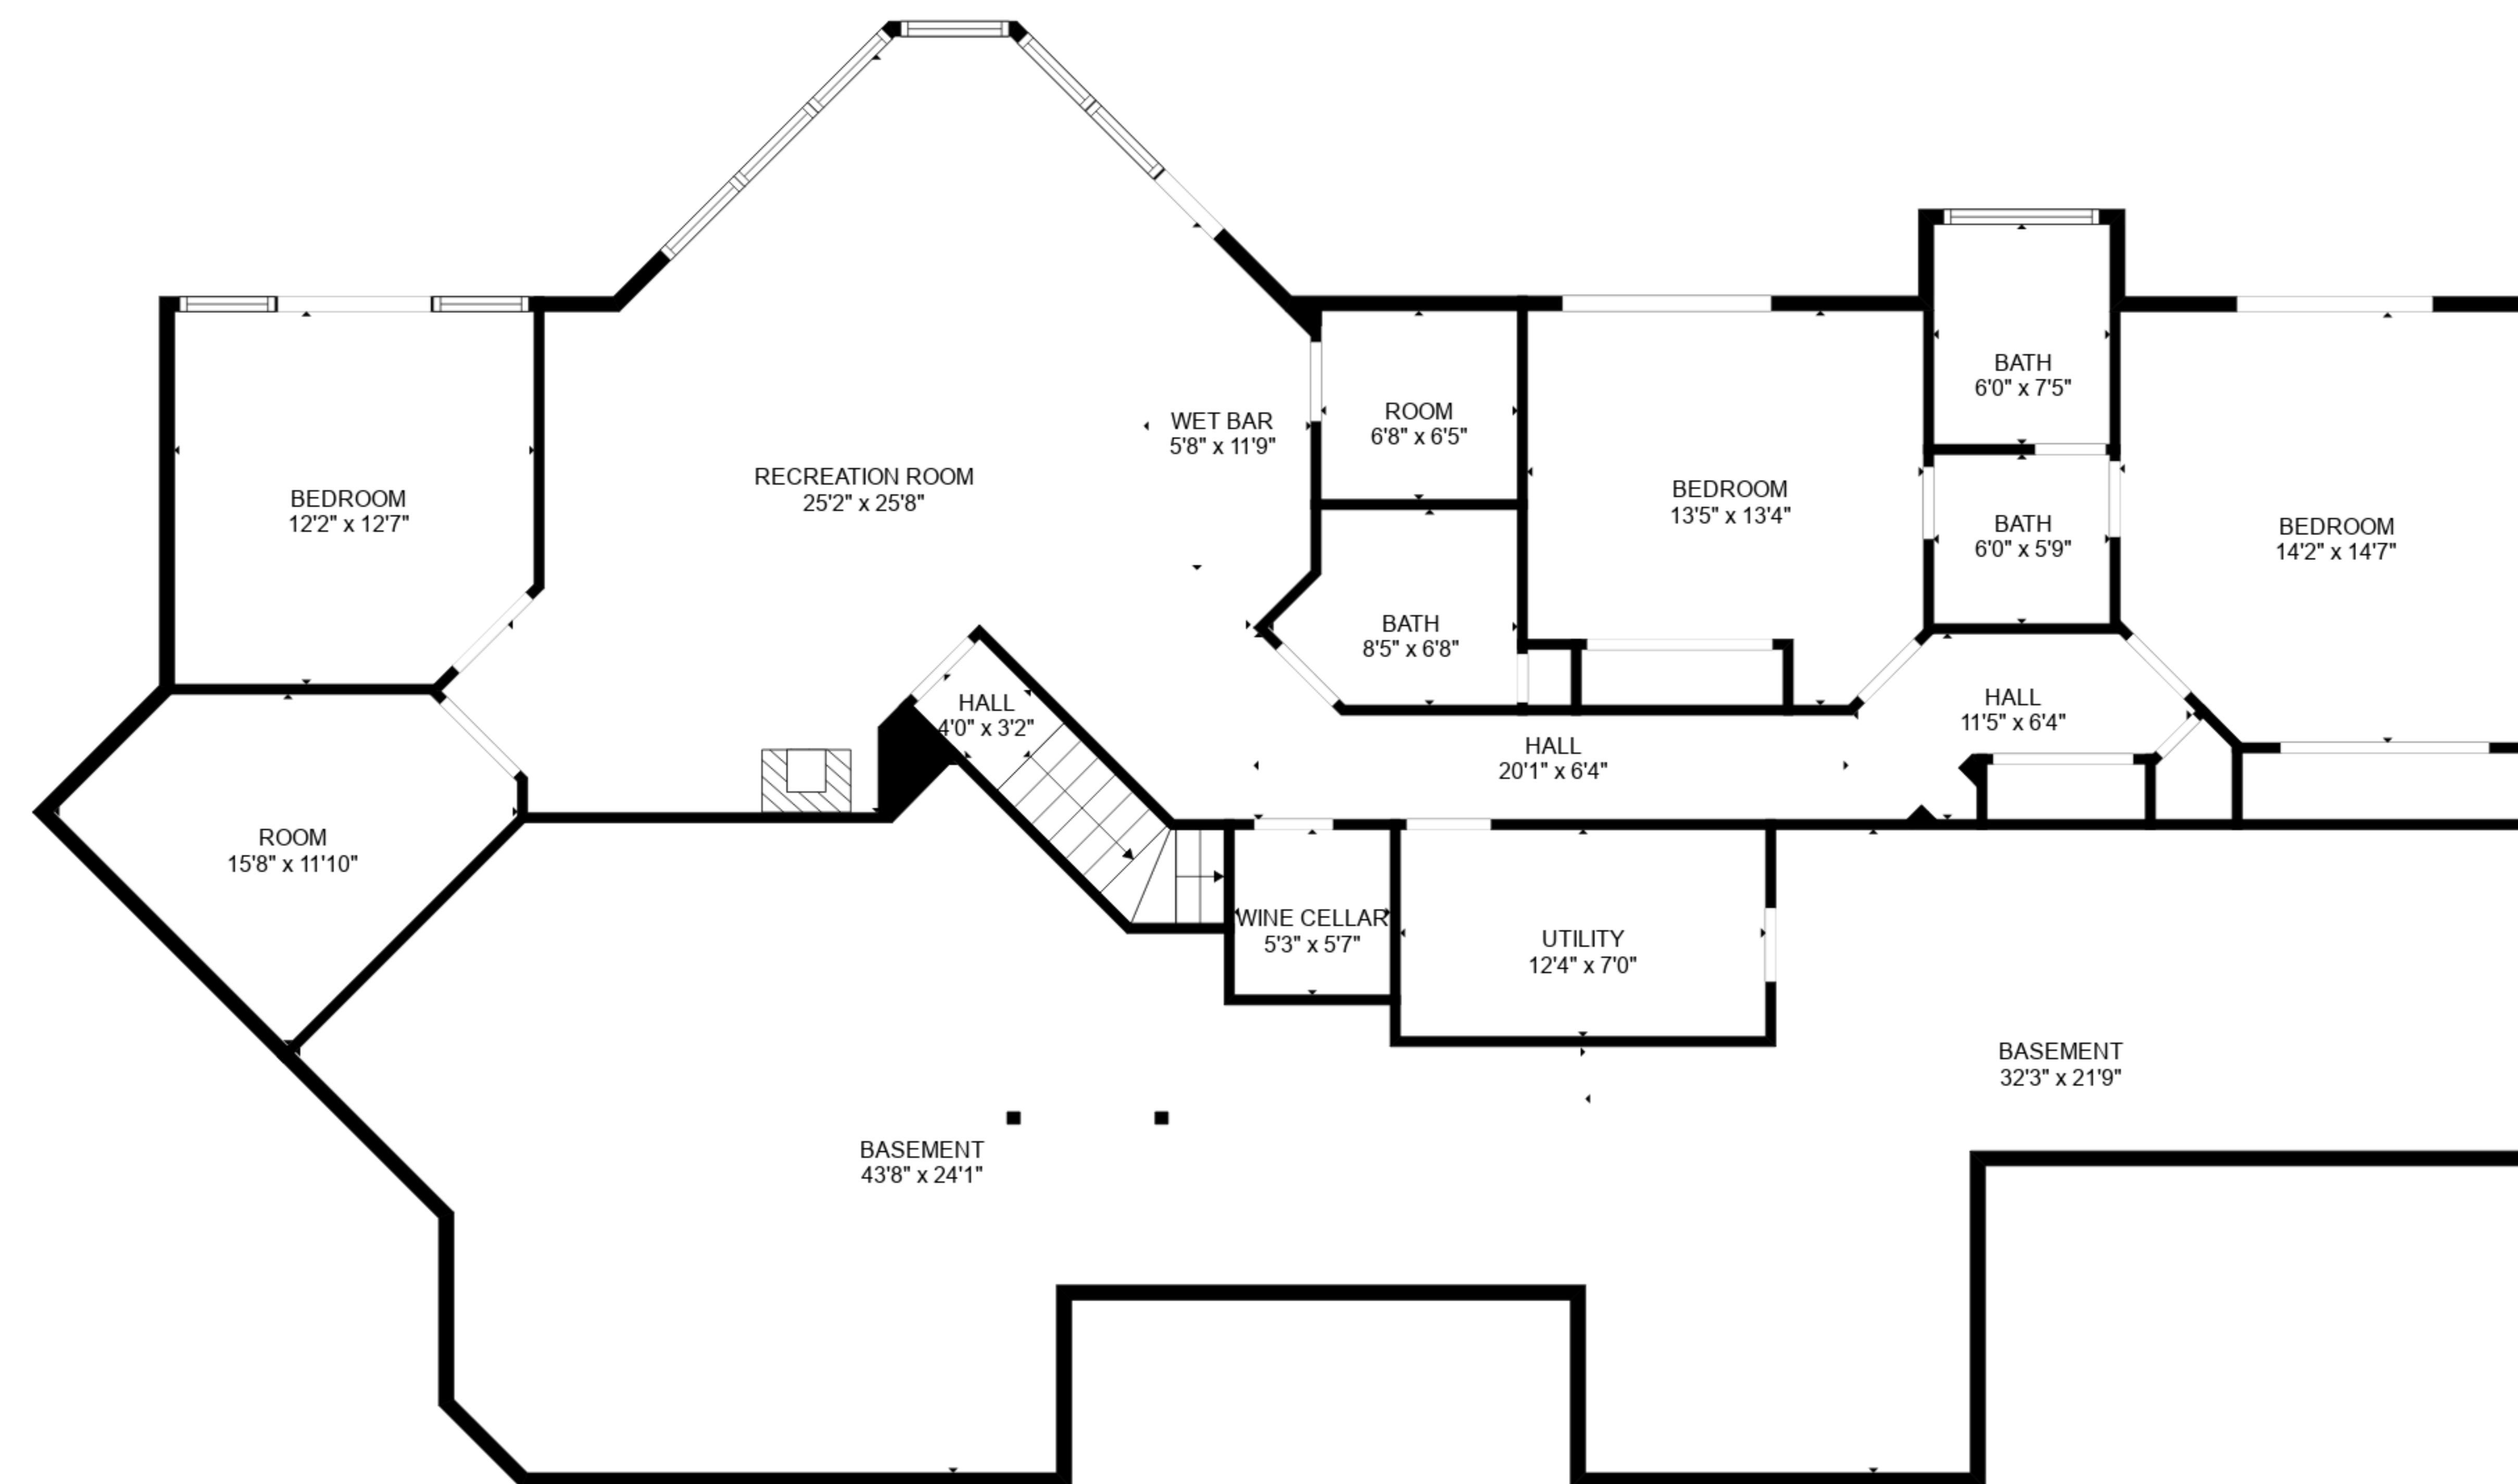 BATH
6'0" x 7'5"
ROOM
6'8" x 6'5"
WET BAR
5'8" x 11'9"
RECREATION ROOM
25'2" x 25'8"
BEDROOM
12'2" x 12'7"
BEDROOM
13'5" x 13'4"
BATH
6'0" x 5'9"
BEDROOM
14'2" x 14'7"
BATH
8'5" x 6'8"
HALL
4'0" x 3'2"
HALL
11'5" x 6'4"
HALL
20'1" x 6'4"
ROOM
15'8" x 11'10"
WINE CELLAR
5'3" x 5'7"
UTILITY
12'4" x 7'0"
BASEMENT
32'3" x 21'9"
BASEMENT
43'8" x 24'1"